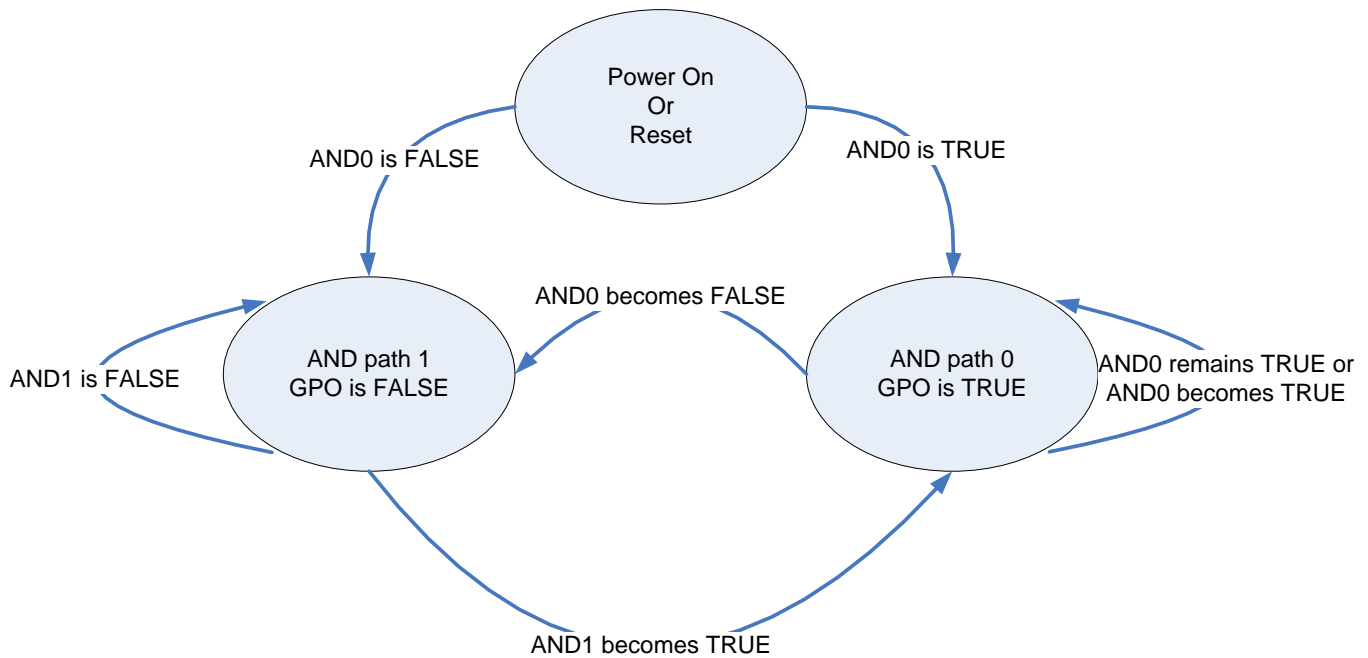 Power On
Or
Reset
AND0 is FALSE
AND0 is TRUE
AND0 becomes FALSE
AND1 is FALSE
AND path 1
GPO is FALSE
AND path 0
GPO is TRUE
AND0 remains TRUE or
AND0 becomes TRUE
AND1 becomes TRUE